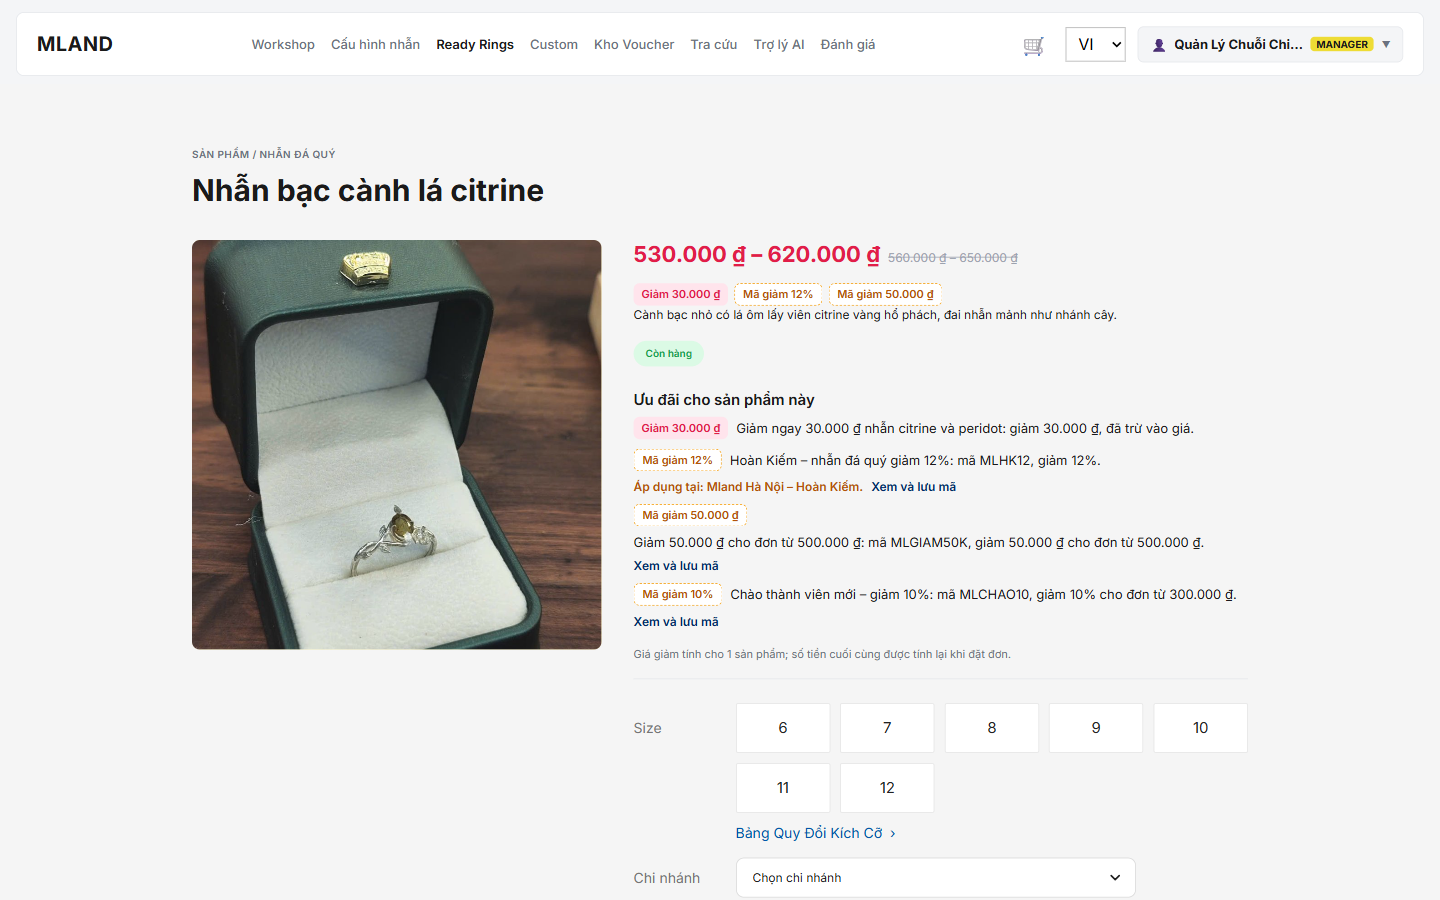 MLAND
Workshop Cấu hình nhẫn Ready Rings Custom Kho Voucher Tra cứu Trợ lý AI Đánh giá
VI
Quản Lý Chuỗi Chi... MANAGER ▼
SẢN PHẨM / NHẪN ĐÁ QUÝ
Nhẫn bạc cành lá citrine
530.000 ₫ – 620.000 ₫ 560.000 ₫ – 650.000 ₫
Giảm 30.000 ₫ Mã giảm 12% Mã giảm 50.000 ₫
Cành bạc nhỏ có lá ôm lấy viên citrine vàng hổ phách, đai nhẫn mảnh như nhánh cây.
Còn hàng
Ưu đãi cho sản phẩm này
Giảm 30.000 ₫ Giảm ngay 30.000 ₫ nhẫn citrine và peridot: giảm 30.000 ₫, đã trừ vào giá.
Mã giảm 12% Hoàn Kiếm – nhẫn đá quý giảm 12%: mã MLHK12, giảm 12%.
Áp dụng tại: Mland Hà Nội – Hoàn Kiếm. Xem và lưu mã
Mã giảm 50.000 ₫
Giảm 50.000 ₫ cho đơn từ 500.000 ₫: mã MLGIAM50K, giảm 50.000 ₫ cho đơn từ 500.000 ₫.
Xem và lưu mã
Mã giảm 10% Chào thành viên mới – giảm 10%: mã MLCHAO10, giảm 10% cho đơn từ 300.000 ₫.
Xem và lưu mã
Giá giảm tính cho 1 sản phẩm; số tiền cuối cùng được tính lại khi đặt đơn.
Size 6 7 8 9 10
11 12
Bảng Quy Đổi Kích Cỡ ›
Chi nhánh Chọn chi nhánh